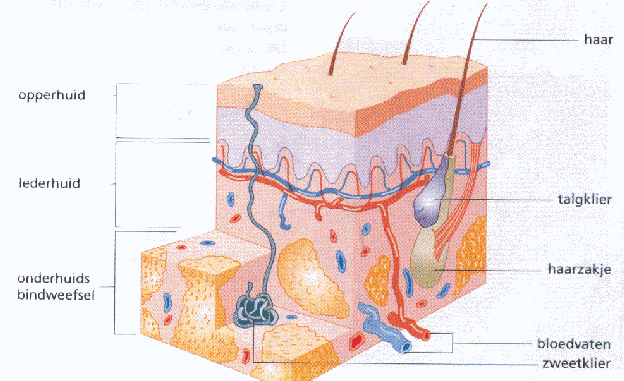 haar
opperhuid
lederhuid
talgklier
haarzakje
onderhuids
bindweefsel
bloedvaten
zweetklier